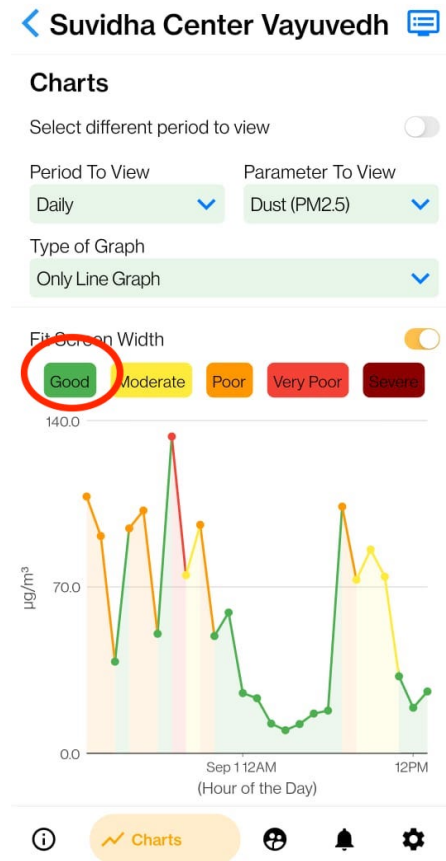 Suvidha Center Vayuvedh
Charts
Select different period to view
Period To View Parameter To View
Daily Dust (PM2.5)
Type of Graph
Only Line Graph
Fit Screen Width
Good Moderate Poor Very Poor Severe
140.0
70.0
µg/m³
0.0
Sep 1 12AM 12PM
(Hour of the Day)
Charts